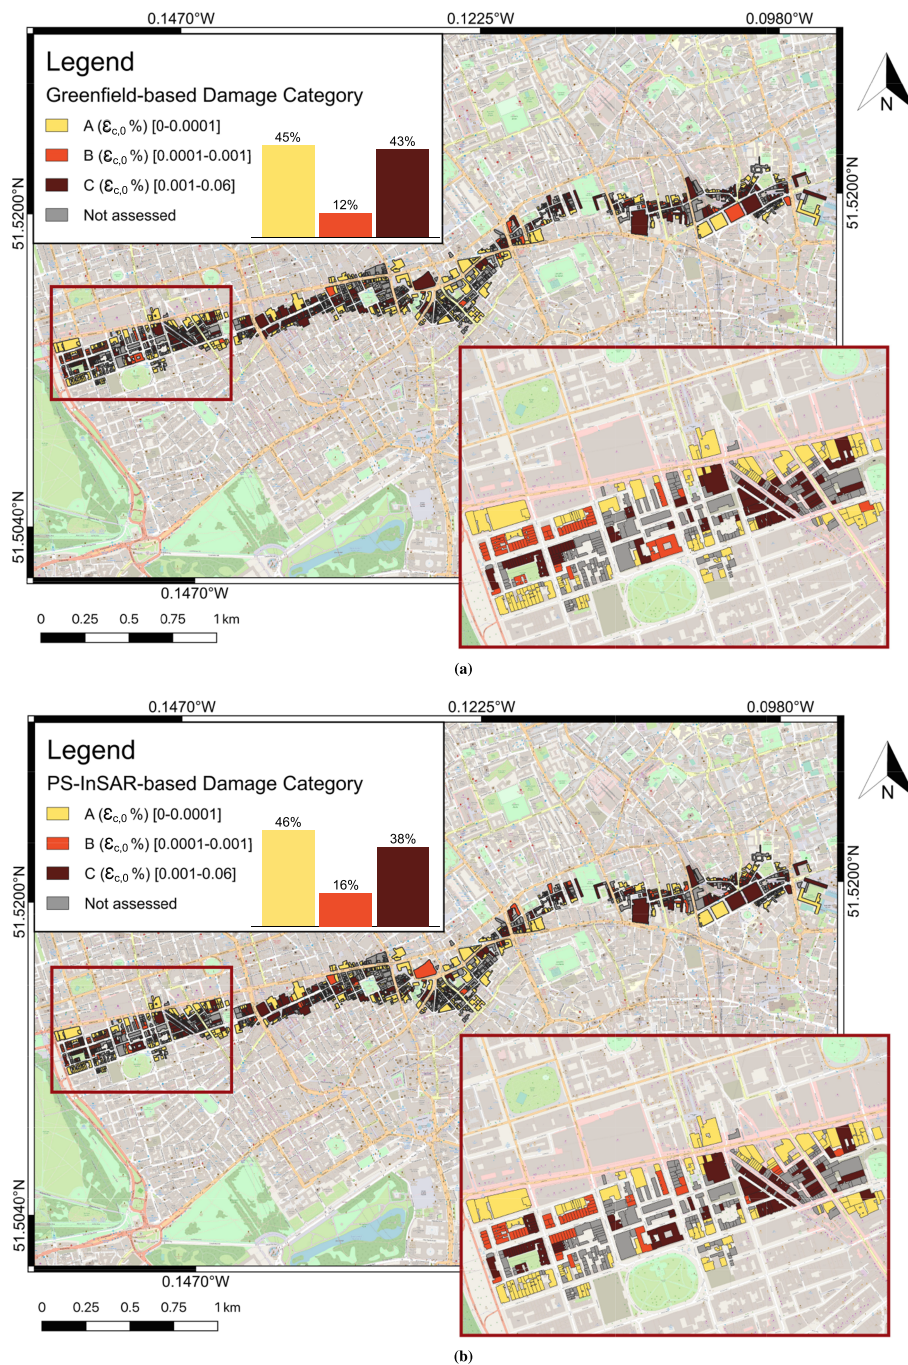 0.1470°W 0.1225°W 0.0980°W
Legend
Greenfield-based Damage Category
A (ε_c,0 %) [0-0.0001]
B (ε_c,0 %) [0.0001-0.001]
C (ε_c,0 %) [0.001-0.06]
Not assessed
45%
12%
43%
N
51.5200°N
51.5200°N
51.5040°N
0.1470°W
0 0.25 0.5 0.75 1 km
(a)
0.1470°W 0.1225°W 0.0980°W
Legend
PS-InSAR-based Damage Category
A (ε_c,0 %) [0-0.0001]
B (ε_c,0 %) [0.0001-0.001]
C (ε_c,0 %) [0.001-0.06]
Not assessed
46%
16%
38%
N
51.5200°N
51.5200°N
51.5040°N
0.1470°W
0 0.25 0.5 0.75 1 km
(b)